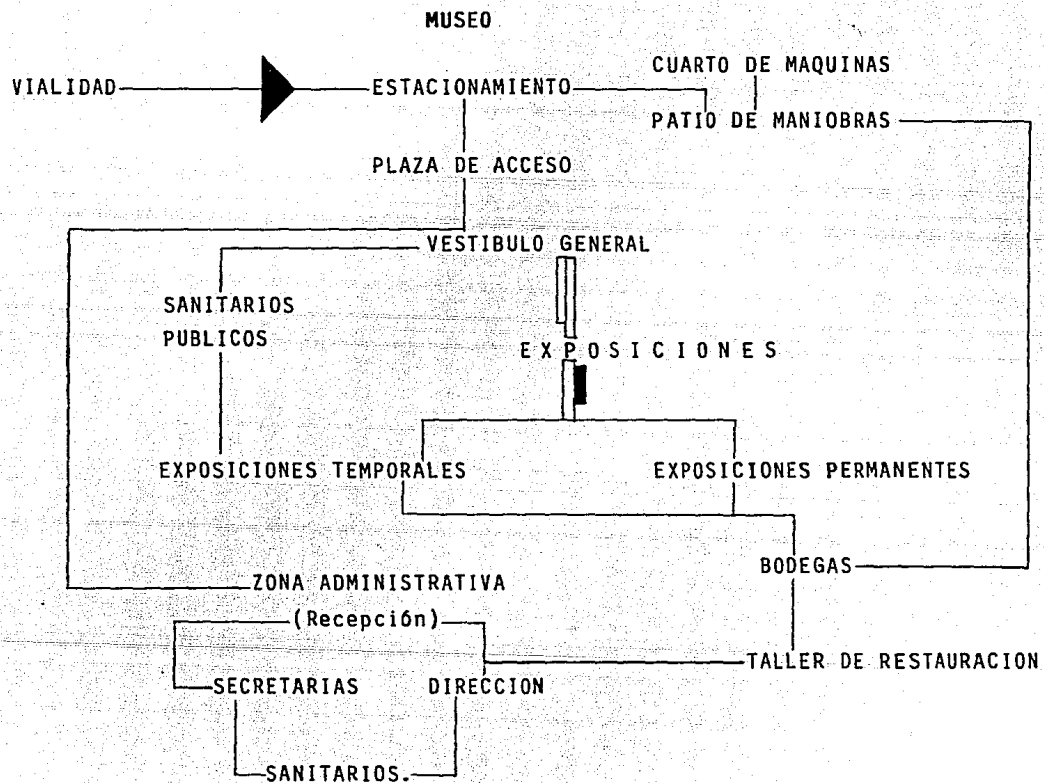 MUSEO
CUARTO DE MAQUINAS
VIALIDAD
ESTACIONAMIENTO
PATIO DE MANIOBRAS
PLAZA DE ACCESO
VESTIBULO GENERAL
SANITARIOS
PUBLICOS
EXPOSICIONES
EXPOSICIONES TEMPORALES
EXPOSICIONES PERMANENTES
BODEGAS
ZONA ADMINISTRATIVA
(Recepción)
TALLER DE RESTAURACION
SECRETARIAS
DIRECCION
SANITARIOS.